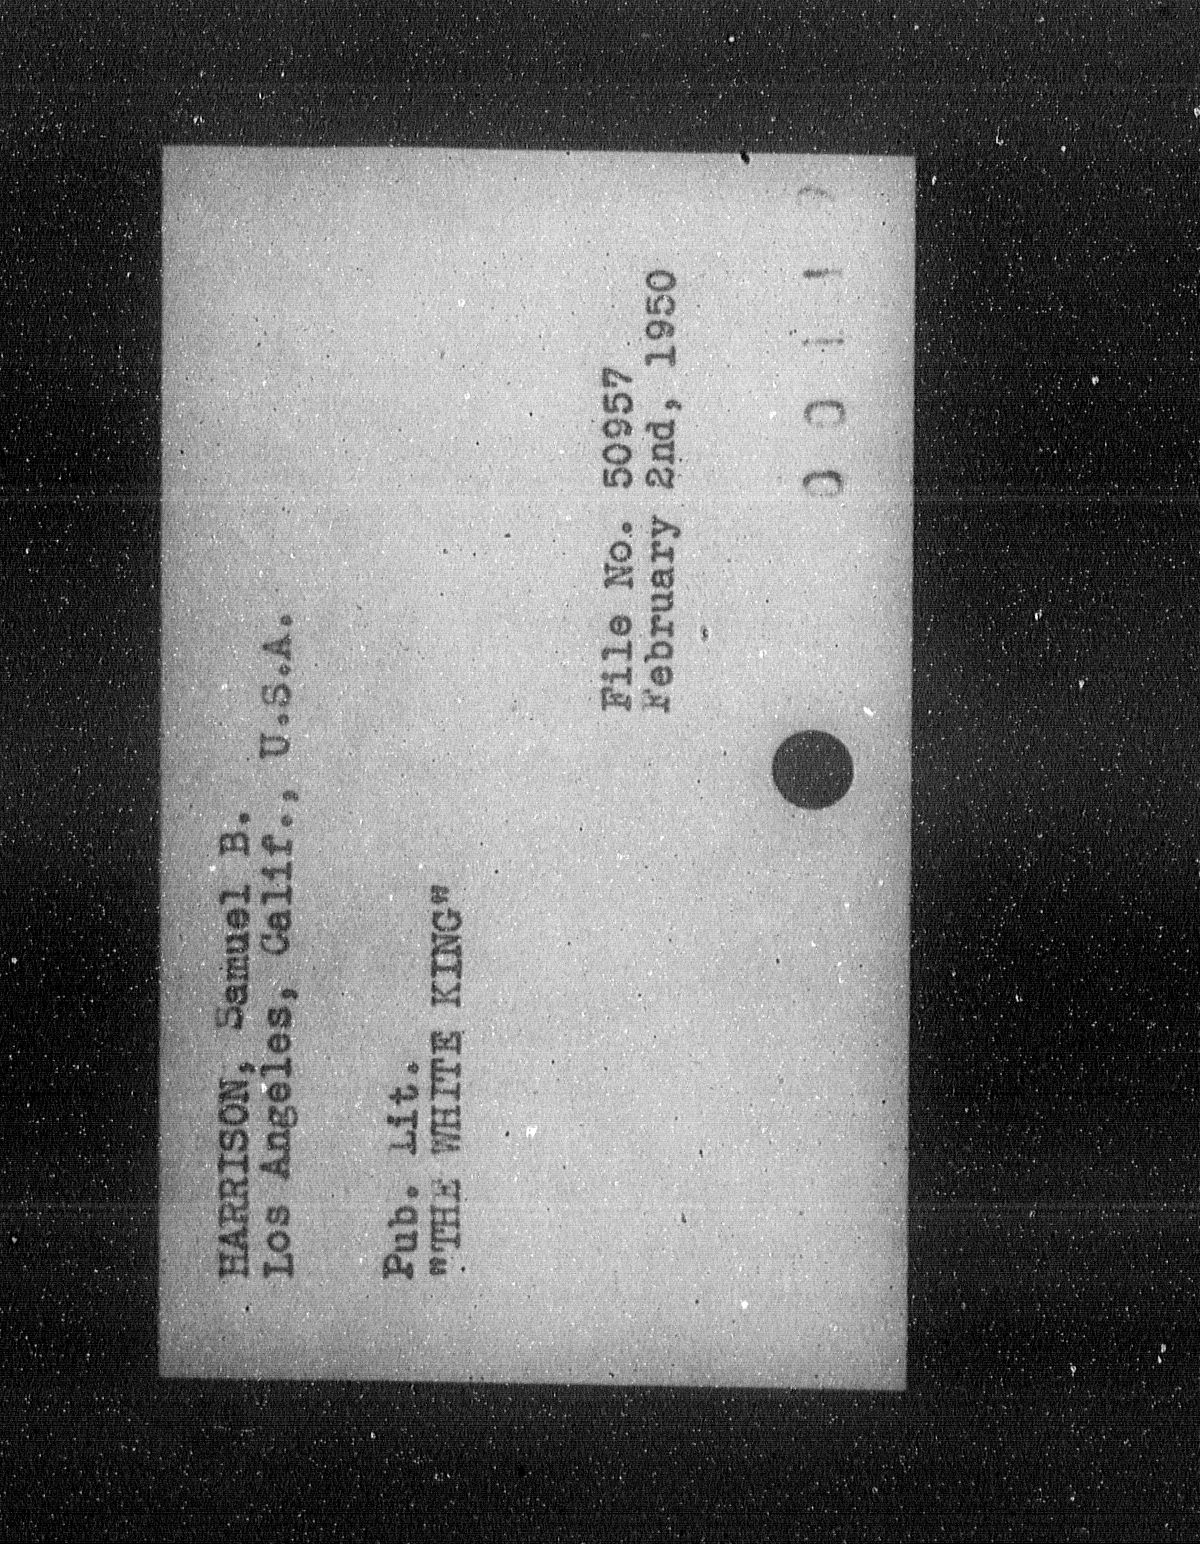 HARRISON, Samuel B.
Los Angeles, Calif., U.S.A.
Pub. Lit.
"THE WHITE KING"
File No. 50957
February 2nd, 1950